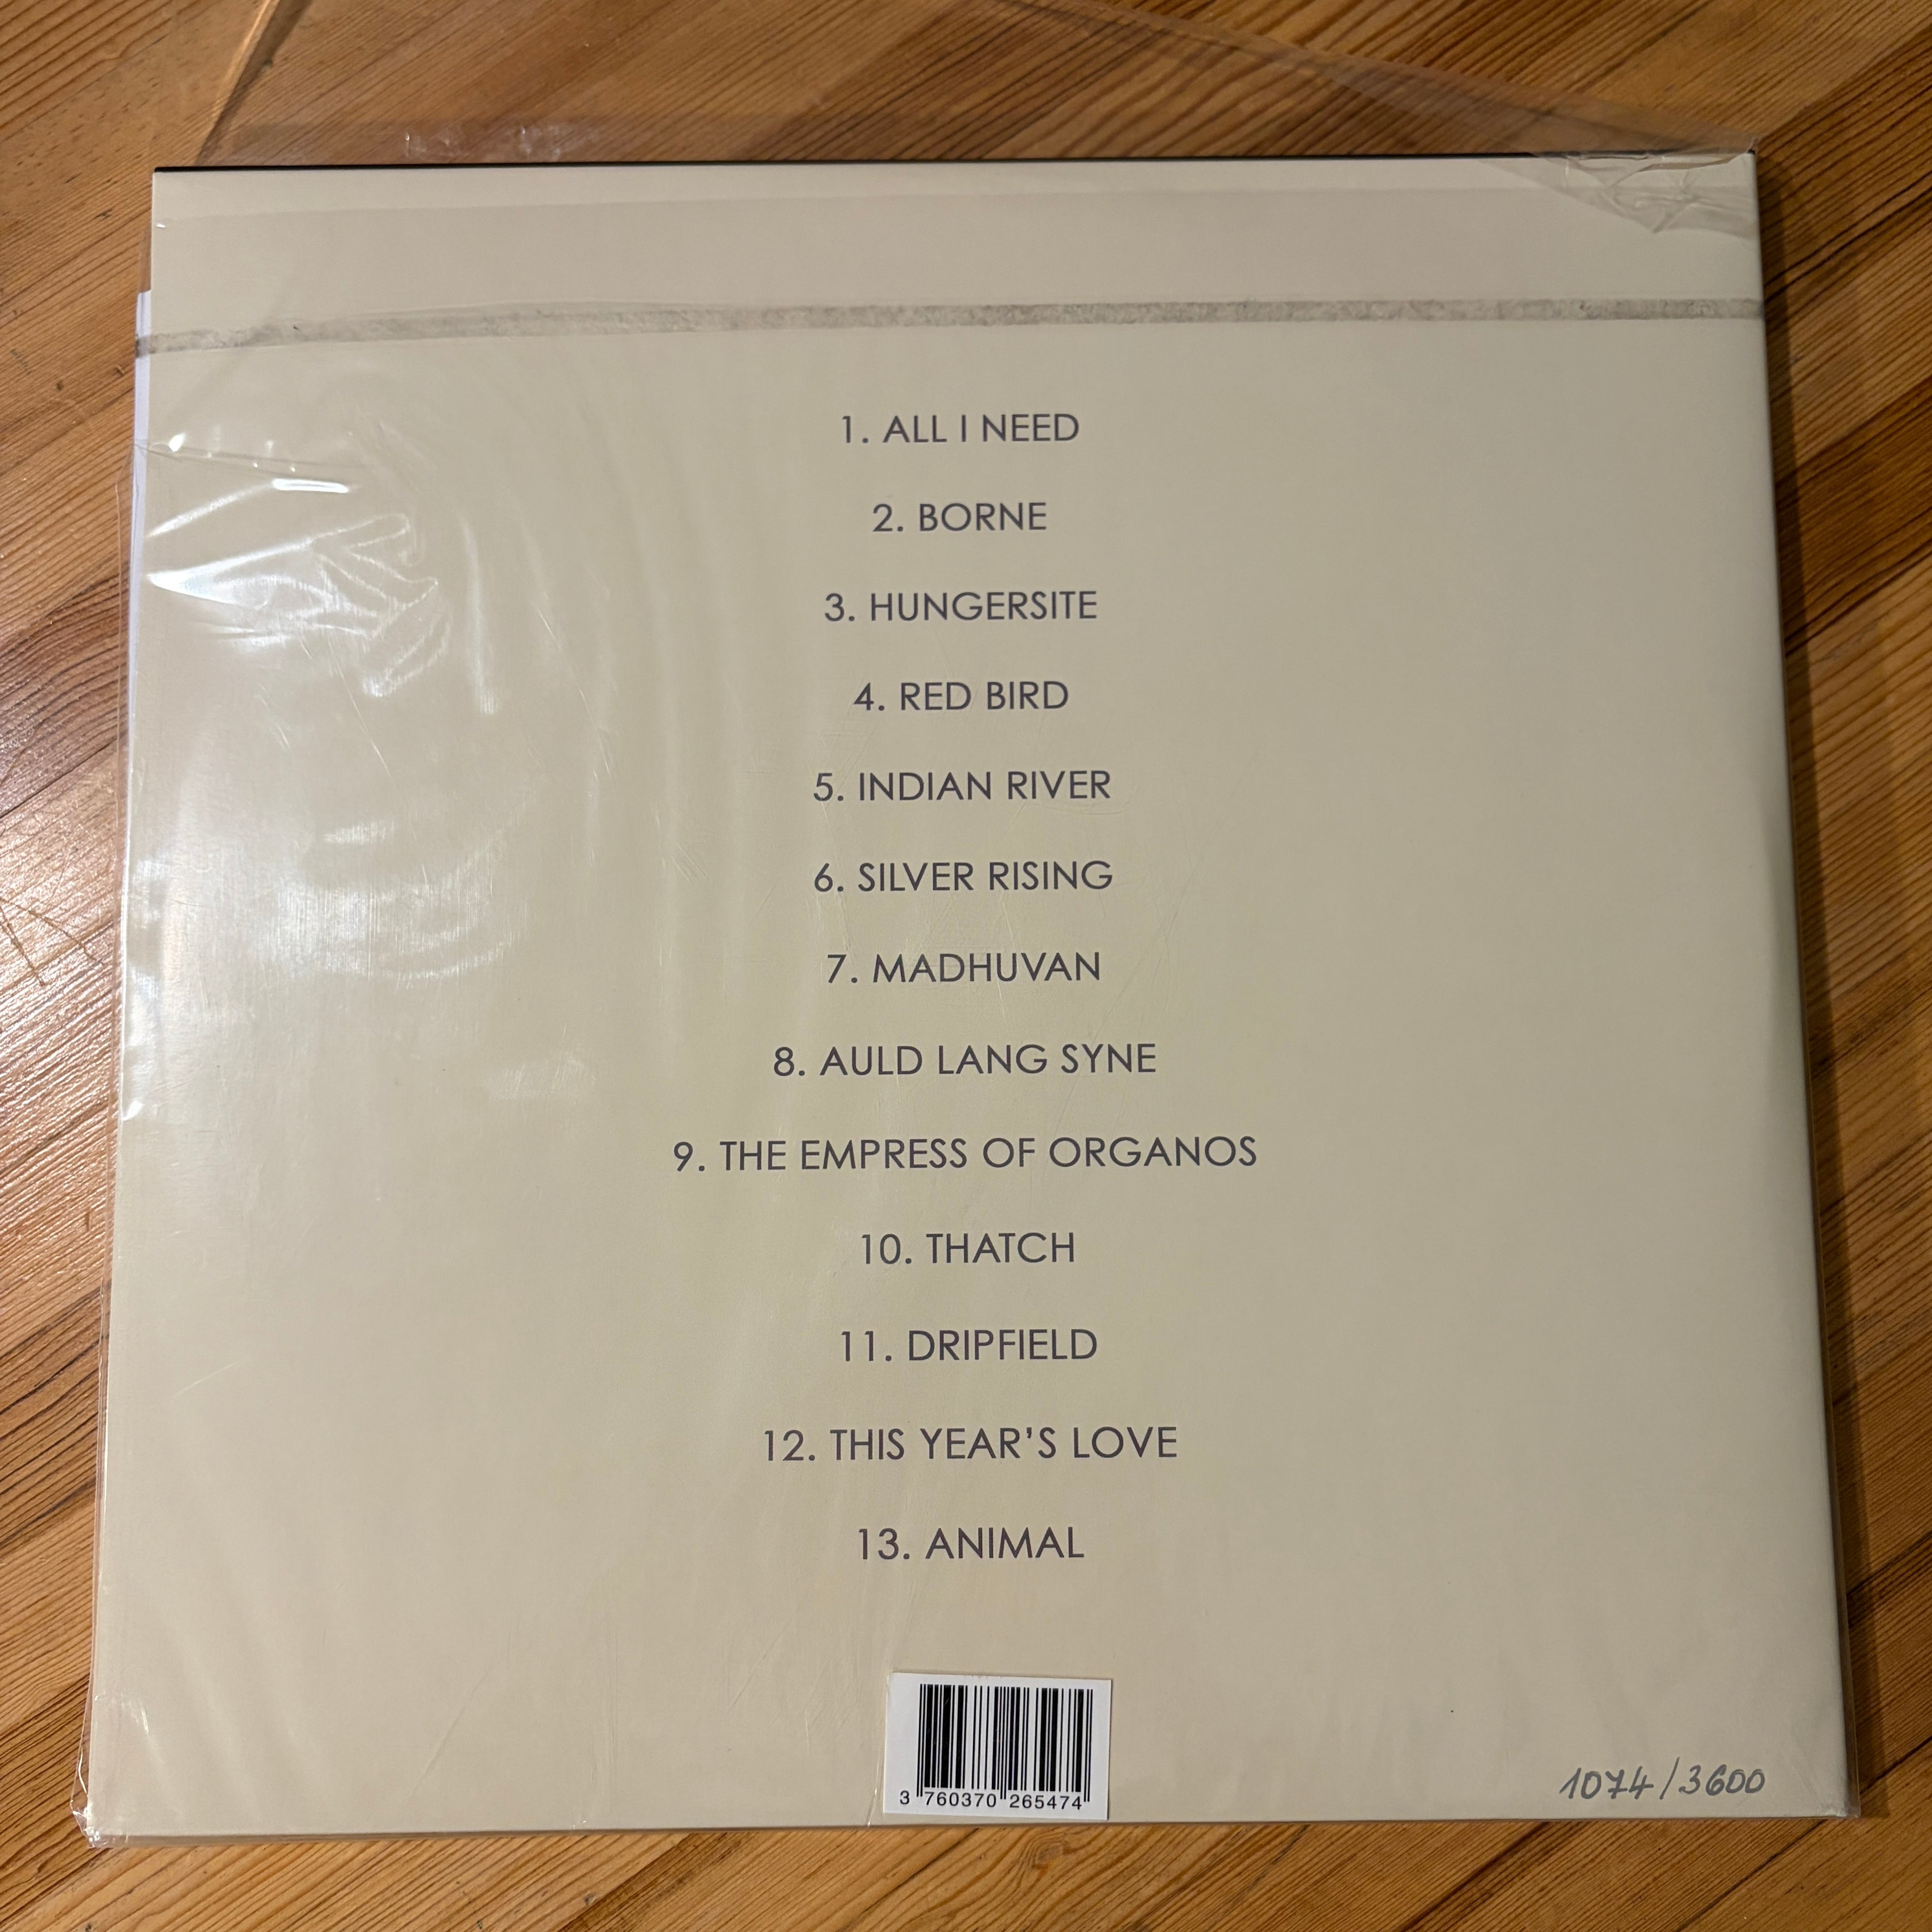 1. ALL I NEED
2. BORNE
3. HUNGERSITE
4. RED BIRD
5. INDIAN RIVER
6. SILVER RISING
7. MADHUVAN
8. AULD LANG SYNE
9. THE EMPRESS OF ORGANOS
10. THATCH
11. DRIPFIELD
12. THIS YEAR’S LOVE
13. ANIMAL
3 760370 265474
1074/3600